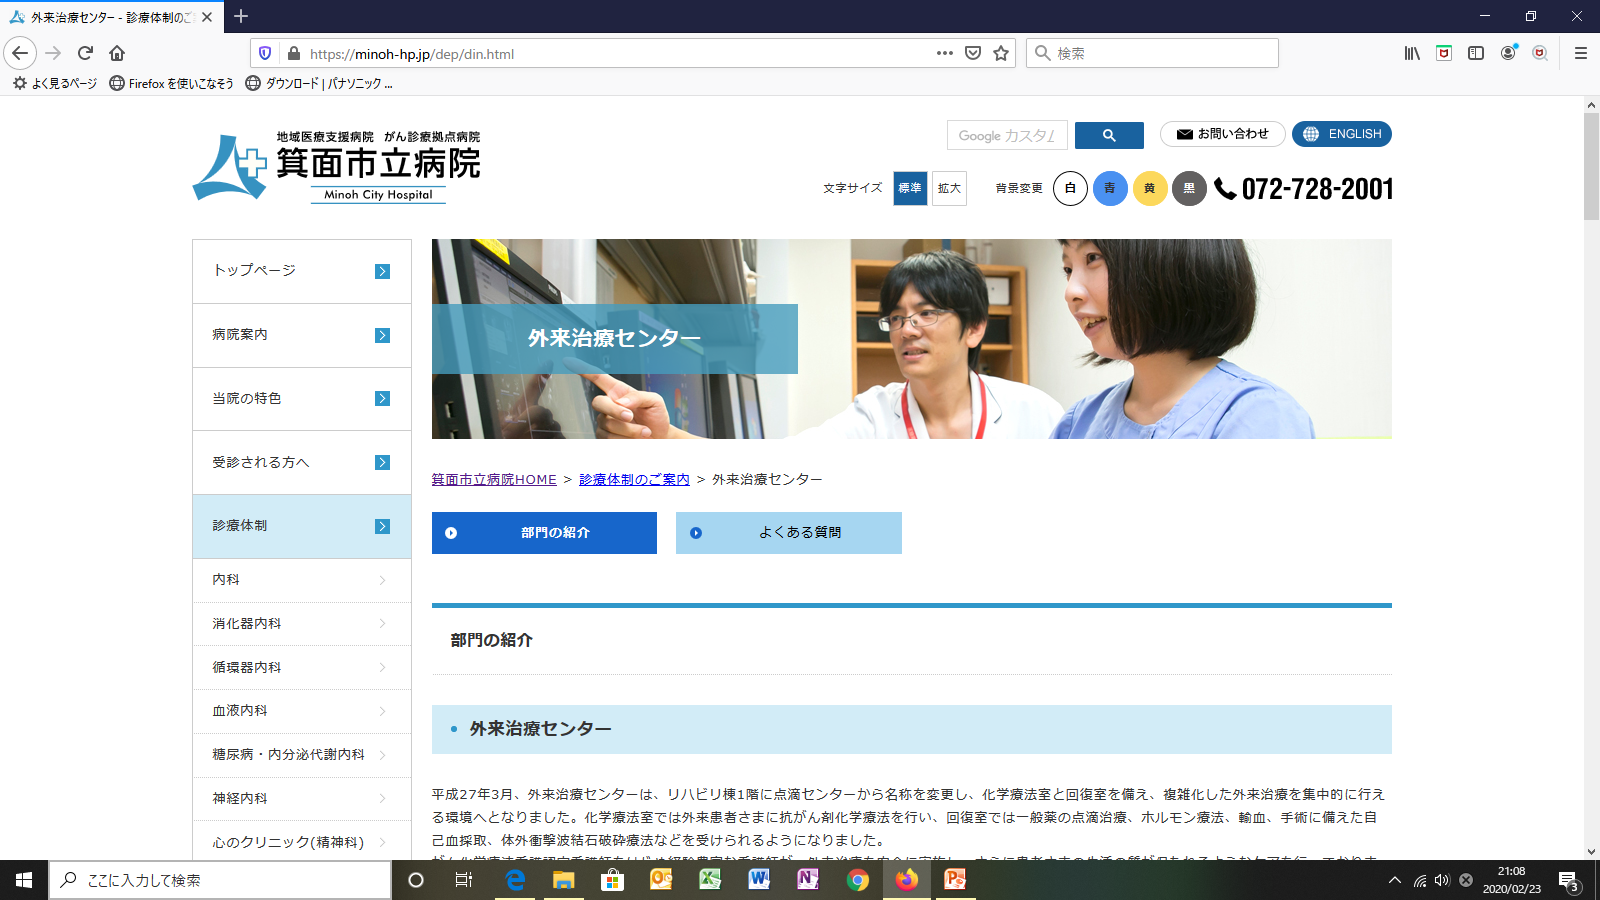 外来治療センター - 診療体制のご
https://minoh-hp.jp/dep/din.html
検索
よく見るページ
Firefox を使いこなそう
ダウンロード | パナソニック ...
地域医療支援病院 がん診療拠点病院
箕面市立病院
Minoh City Hospital
Google カスタム
お問い合わせ
ENGLISH
文字サイズ
標準
拡大
背景変更
白
青
黄
黒
072-728-2001
トップページ
病院案内
当院の特色
受診される方へ
診療体制
内科
消化器内科
循環器内科
血液内科
糖尿病・内分泌代謝内科
神経内科
心のクリニック(精神科)
外来治療センター
箕面市立病院HOME > 診療体制のご案内 > 外来治療センター
部門の紹介
よくある質問
部門の紹介
外来治療センター
平成27年3月、外来治療センターは、リハビリ棟1階に点滴センターから名称を変更し、化学療法室と回復室を備え、複雑化した外来治療を集中的に行え
る環境へとなりました。化学療法室では外来患者さまに抗がん剤化学療法を行い、回復室では一般薬の点滴治療、ホルモン療法、輸血、手術に備えた自
己血採取、体外衝撃波結石破砕療法などを受けられるようになりました。
ここに入力して検索
21:08
2020/02/23
3